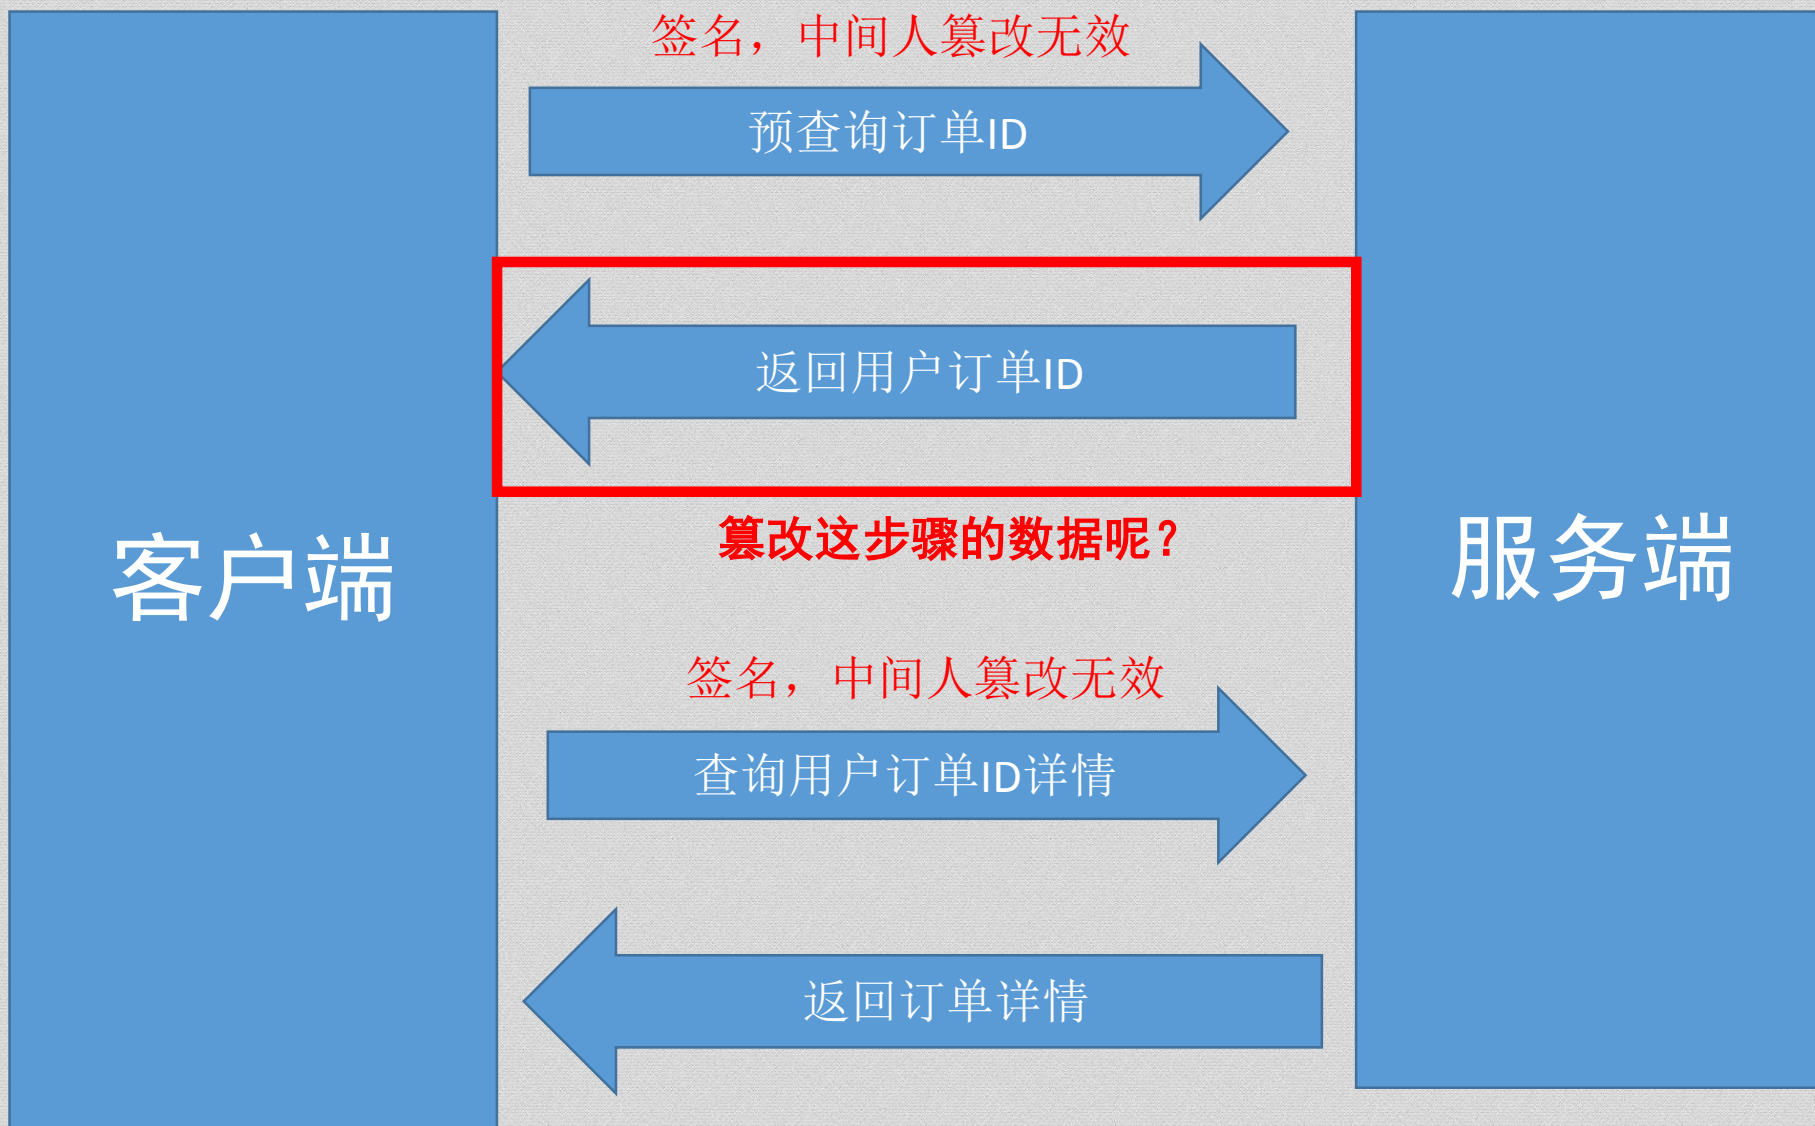 签名，中间人篡改无效
预查询订单ID
返回用户订单ID
篡改这步骤的数据呢？
客户端
服务端
签名，中间人篡改无效
查询用户订单ID详情
返回订单详情